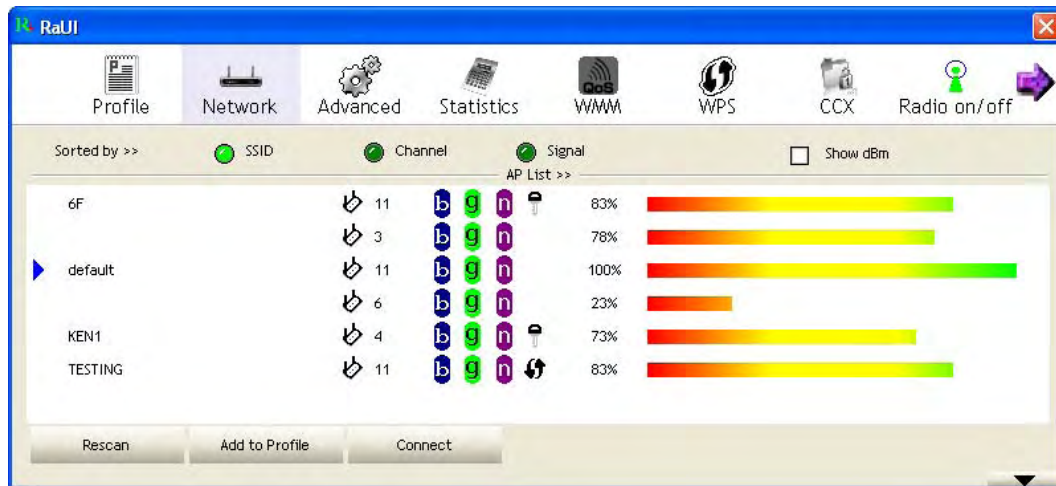 RaUI
Profile Network Advanced Statistics QoS WMM WPS CCX Radio on/off
Sorted by >> SSID Channel Signal Show dBm
AP List >>
6F 11 b g n 83%
3 b g n 78%
default 11 b g n 100%
6 b g n 23%
KEN1 4 b g n 73%
TESTING 11 b g n 83%
Rescan Add to Profile Connect